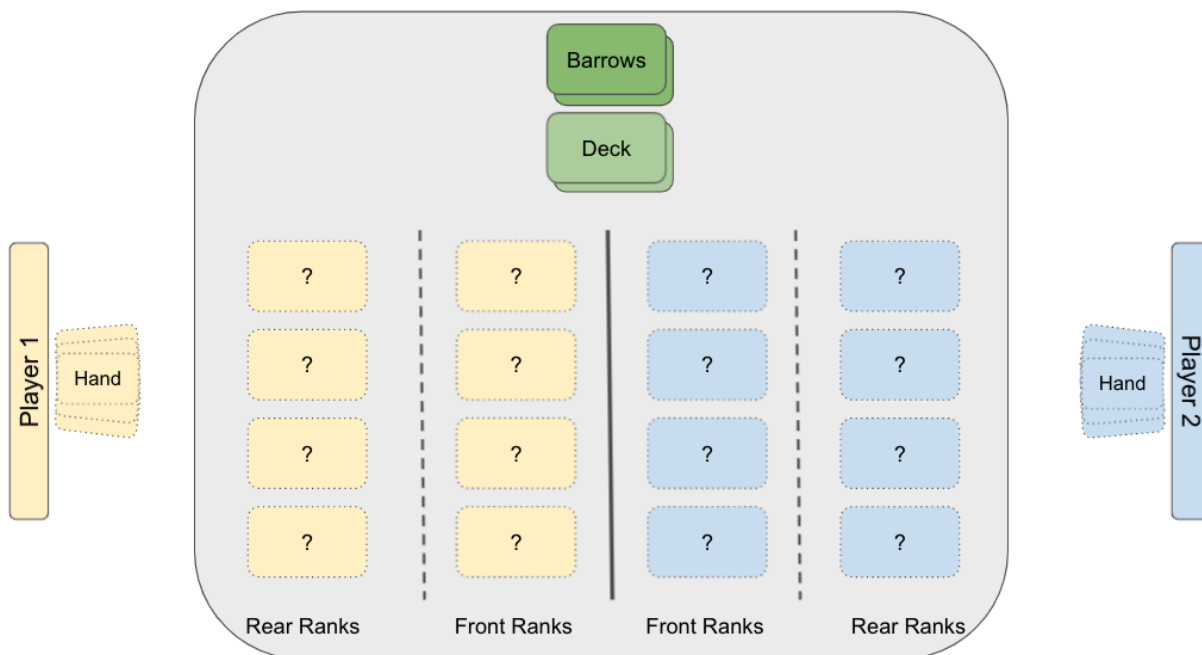 Barrows
Deck
? ? ? ?
? ? ? ?
? ? ? ?
? ? ? ?
Rear Ranks Front Ranks Front Ranks Rear Ranks
Player 1
Hand
Hand
Player 2